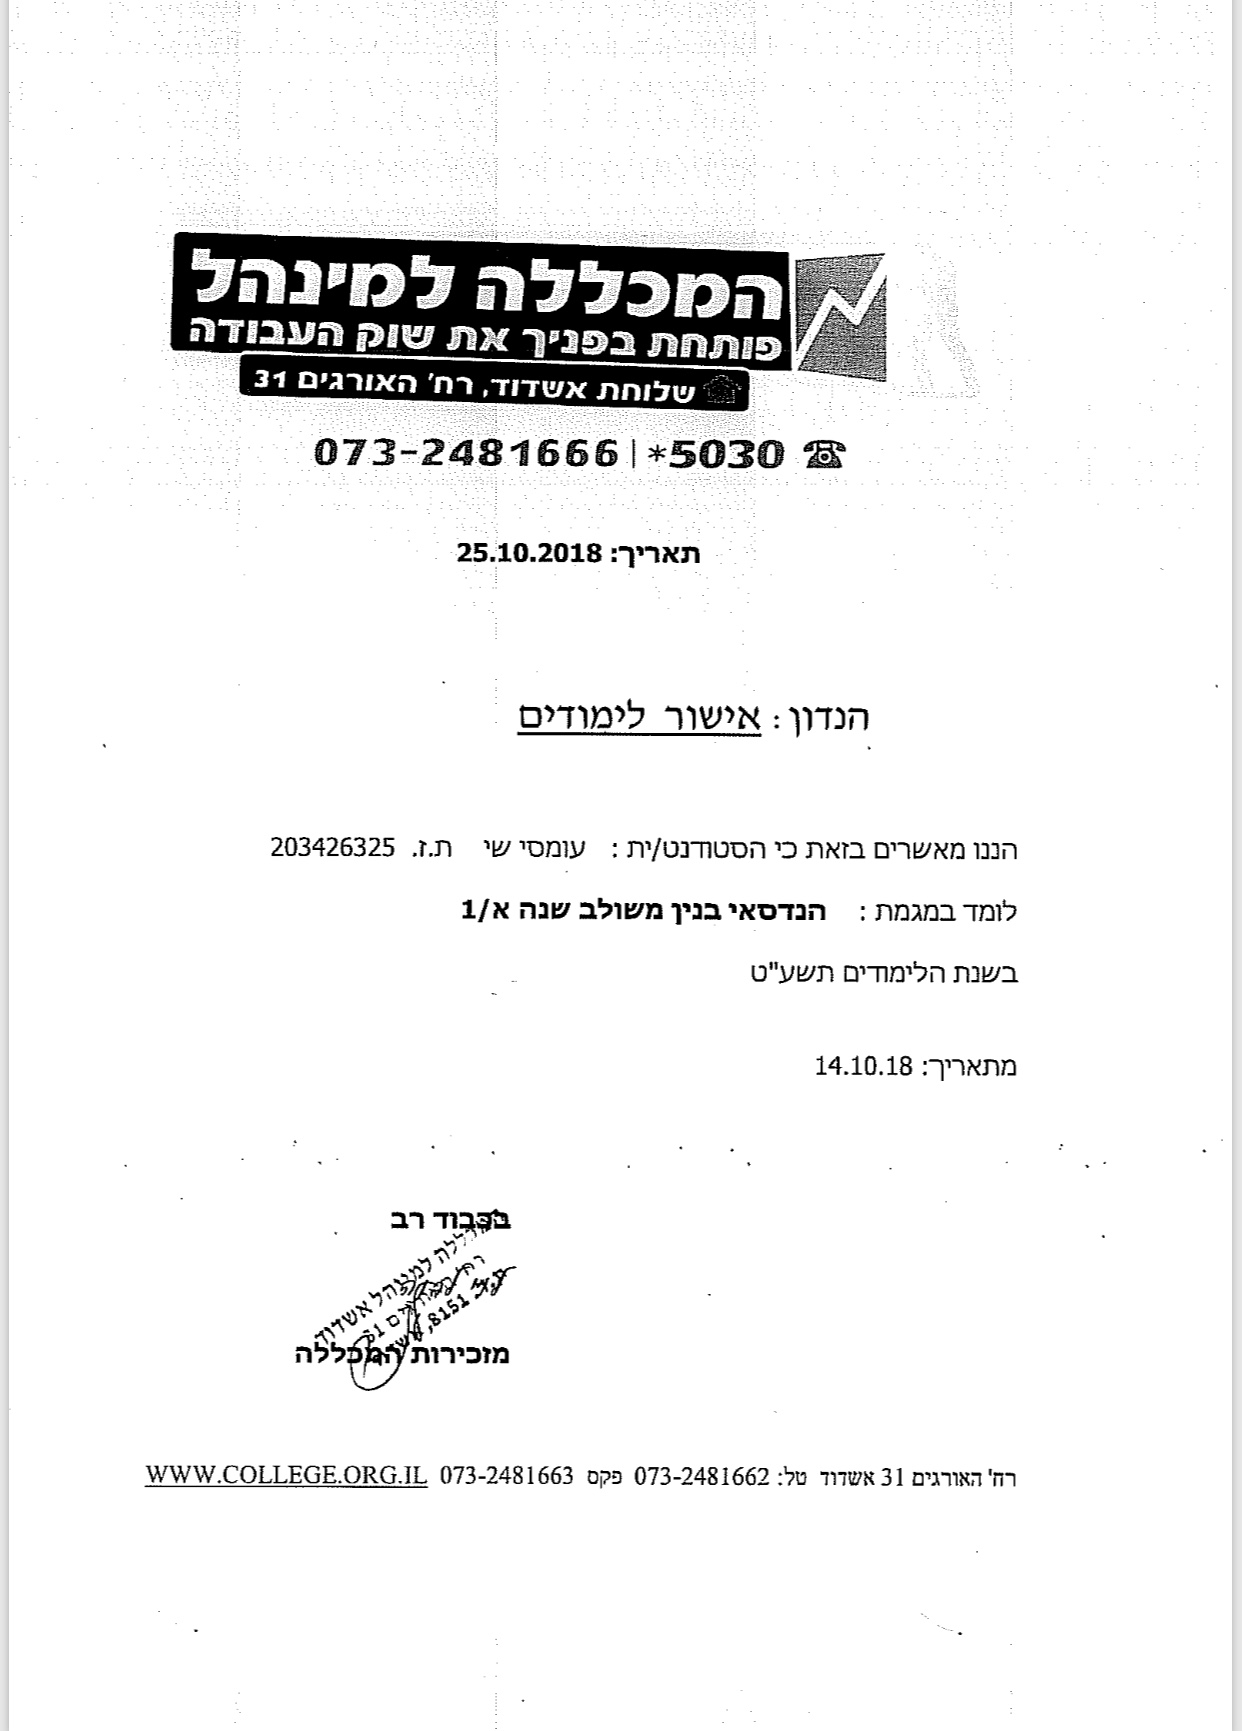 המכללה למינהל
פותחת בפניך את שוק העבודה
שלוחת אשדוד, רח' האורגים 31
073-2481666 | *5030
תאריך: 25.10.2018
הנדון : אישור לימודים
הננו מאשרים בזאת כי הסטודנט/ית : עומסי שי ת.ז. 203426325
לומד במגמת : הנדסאי בנין משולב שנה א/1
בשנת הלימודים תשע"ט
מתאריך: 14.10.18
בכבוד רב
המכללה למנהל אשדוד
רח' האורגים 31
ת.ד. 8151, אשדוד
מזכירות המכללה
רח' האורגים 31 אשדוד טל: 073-2481662 פקס 073-2481663 WWW.COLLEGE.ORG.IL